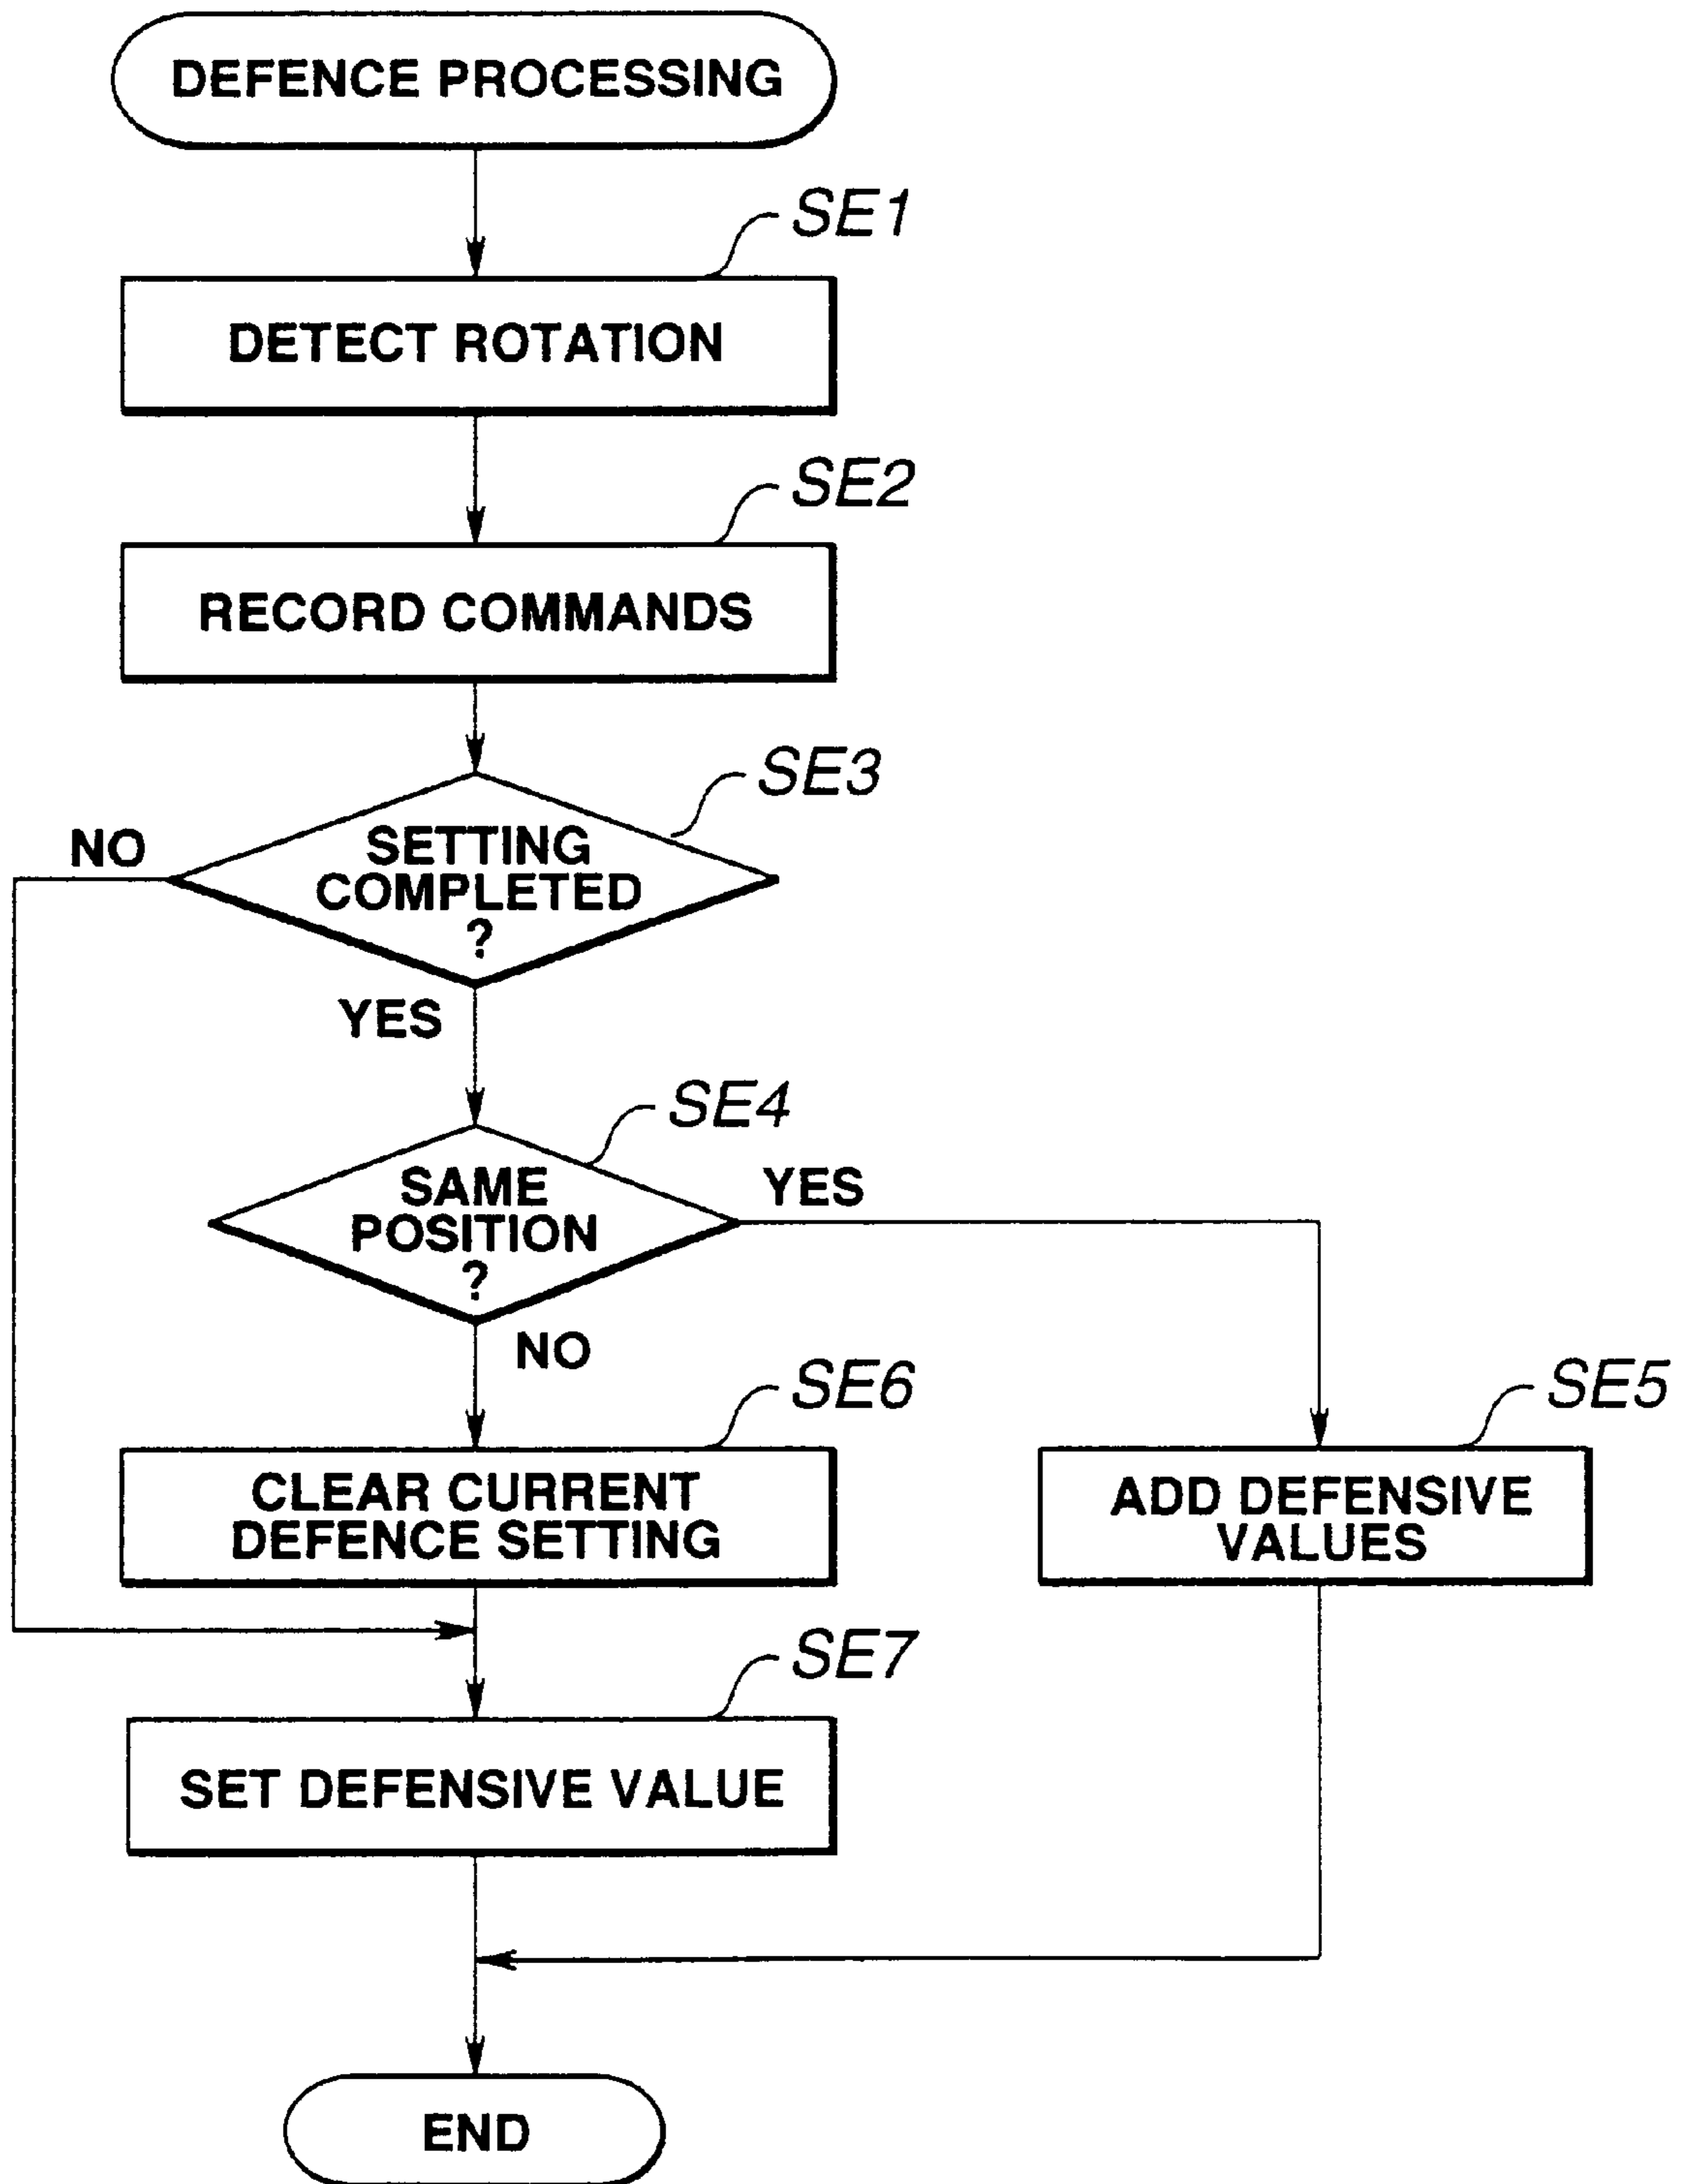 DEFENCE PROCESSING
SE1
DETECT ROTATION
SE2
RECORD COMMANDS
SE3
NO
SETTING
COMPLETED
?
YES
SE4
SAME
POSITION
?
YES
NO
SE6
CLEAR CURRENT
DEFENCE SETTING
SE5
ADD DEFENSIVE
VALUES
SE7
SET DEFENSIVE VALUE
END